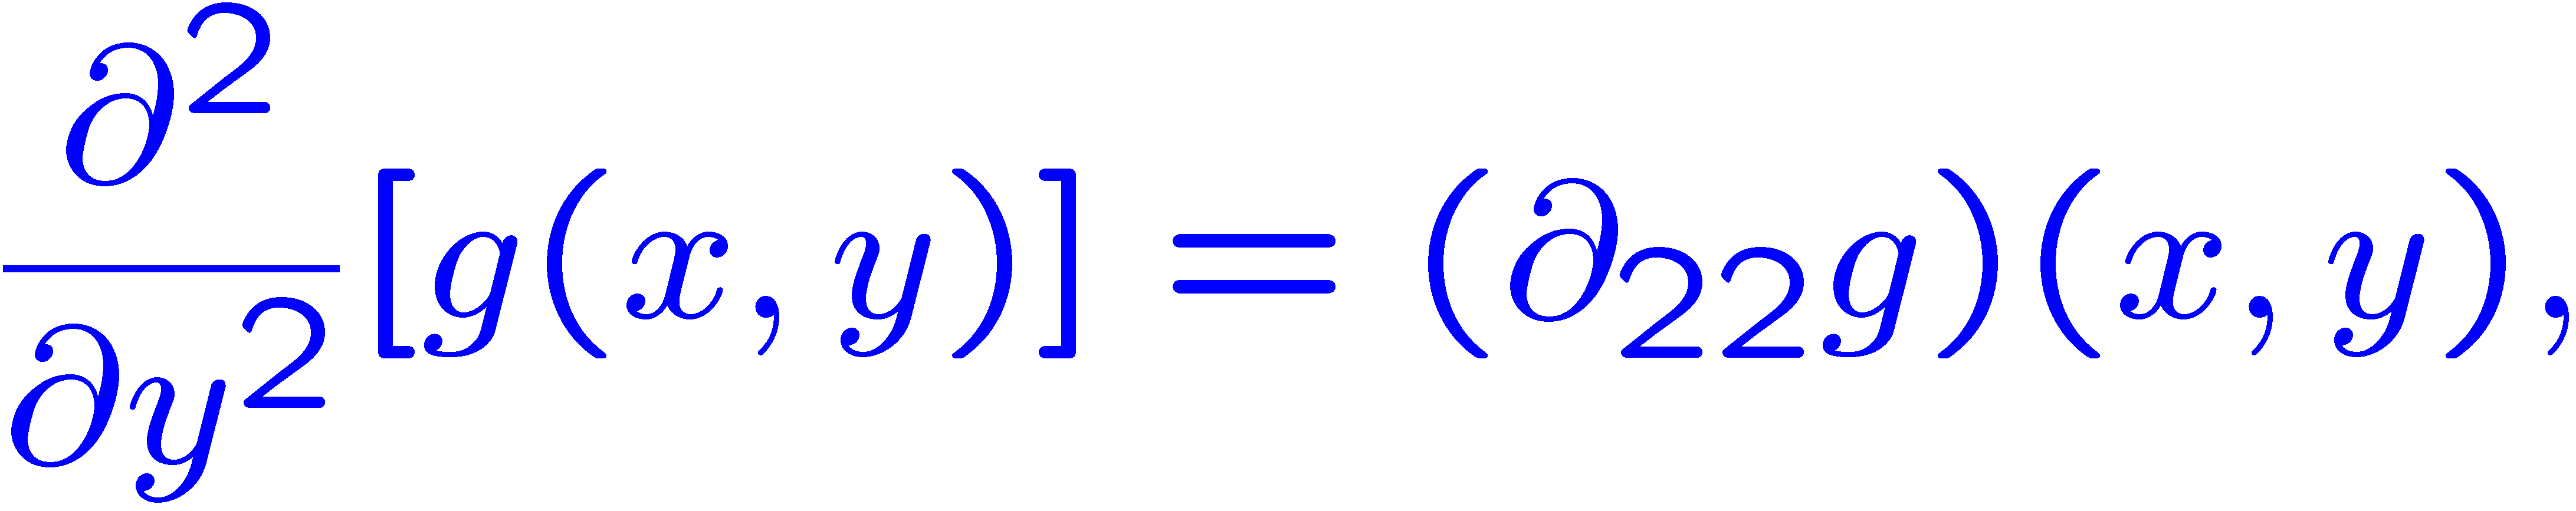 ∂²/∂y² [g(x, y)] = (∂₂₂g)(x, y),